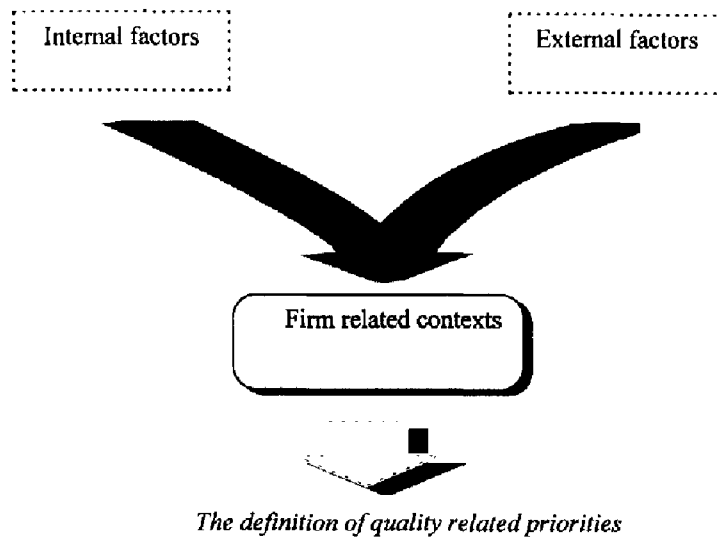 Internal factors
External factors
Firm related contexts
The definition of quality related priorities